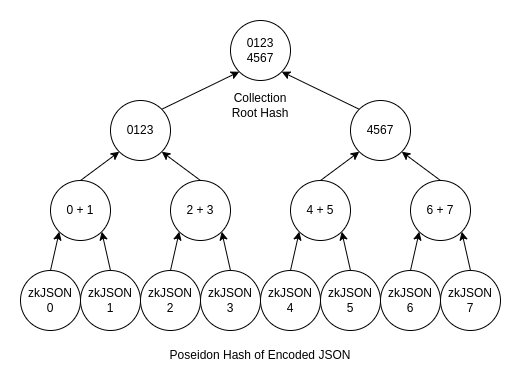 0123
4567
Collection
Root Hash
0123
4567
0 + 1
2 + 3
4 + 5
6 + 7
zkJSON
0
zkJSON
1
zkJSON
2
zkJSON
3
zkJSON
4
zkJSON
5
zkJSON
6
zkJSON
7
Poseidon Hash of Encoded JSON